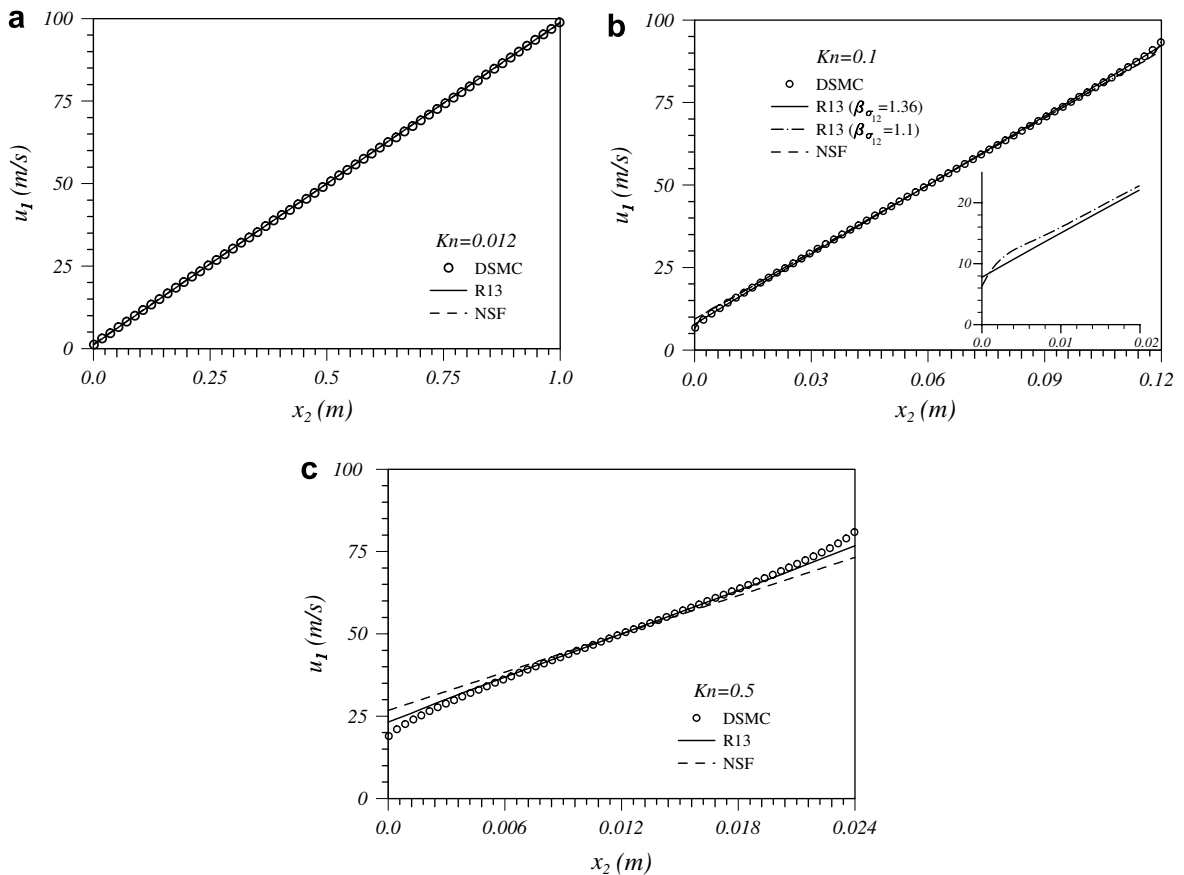 a
100
75
50
25
0
u1 (m/s)
Kn=0.012
DSMC
R13
NSF
0.0 0.25 0.5 0.75 1.0
x2 (m)
b
100
75
50
25
0
u1 (m/s)
Kn=0.1
DSMC
R13 (βσ12=1.36)
R13 (βσ12=1.1)
NSF
20
10
0
0.0 0.01 0.02
0.0 0.03 0.06 0.09 0.12
x2 (m)
c
100
75
50
25
0
u1 (m/s)
Kn=0.5
DSMC
R13
NSF
0.0 0.006 0.012 0.018 0.024
x2 (m)